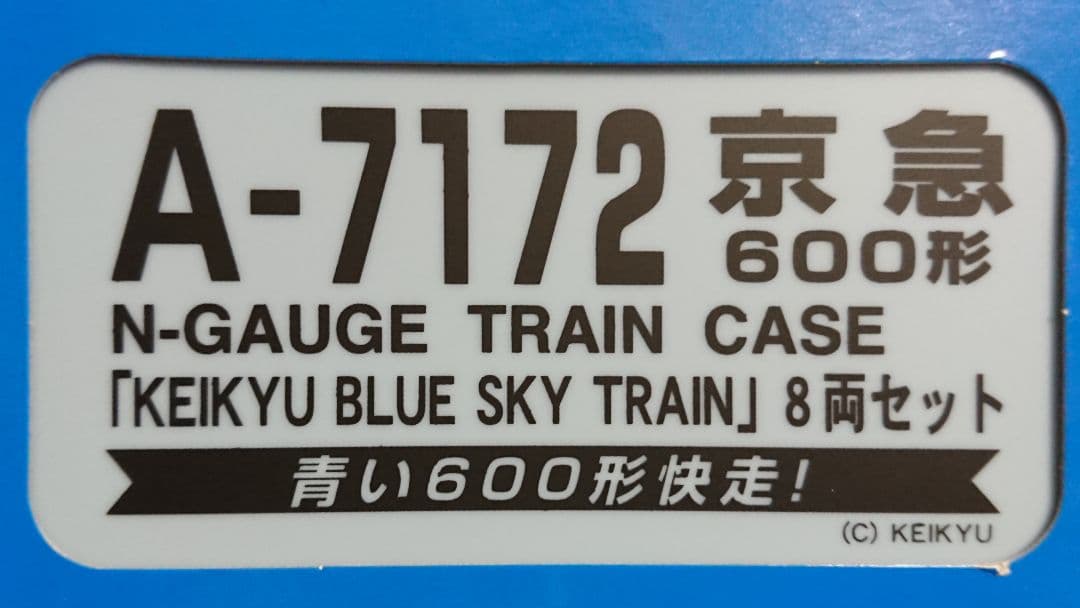 A-7172 京急
600形
N-GAUGE TRAIN CASE
「KEIKYU BLUE SKY TRAIN」8両セット
青い600形快走!
(C) KEIKYU